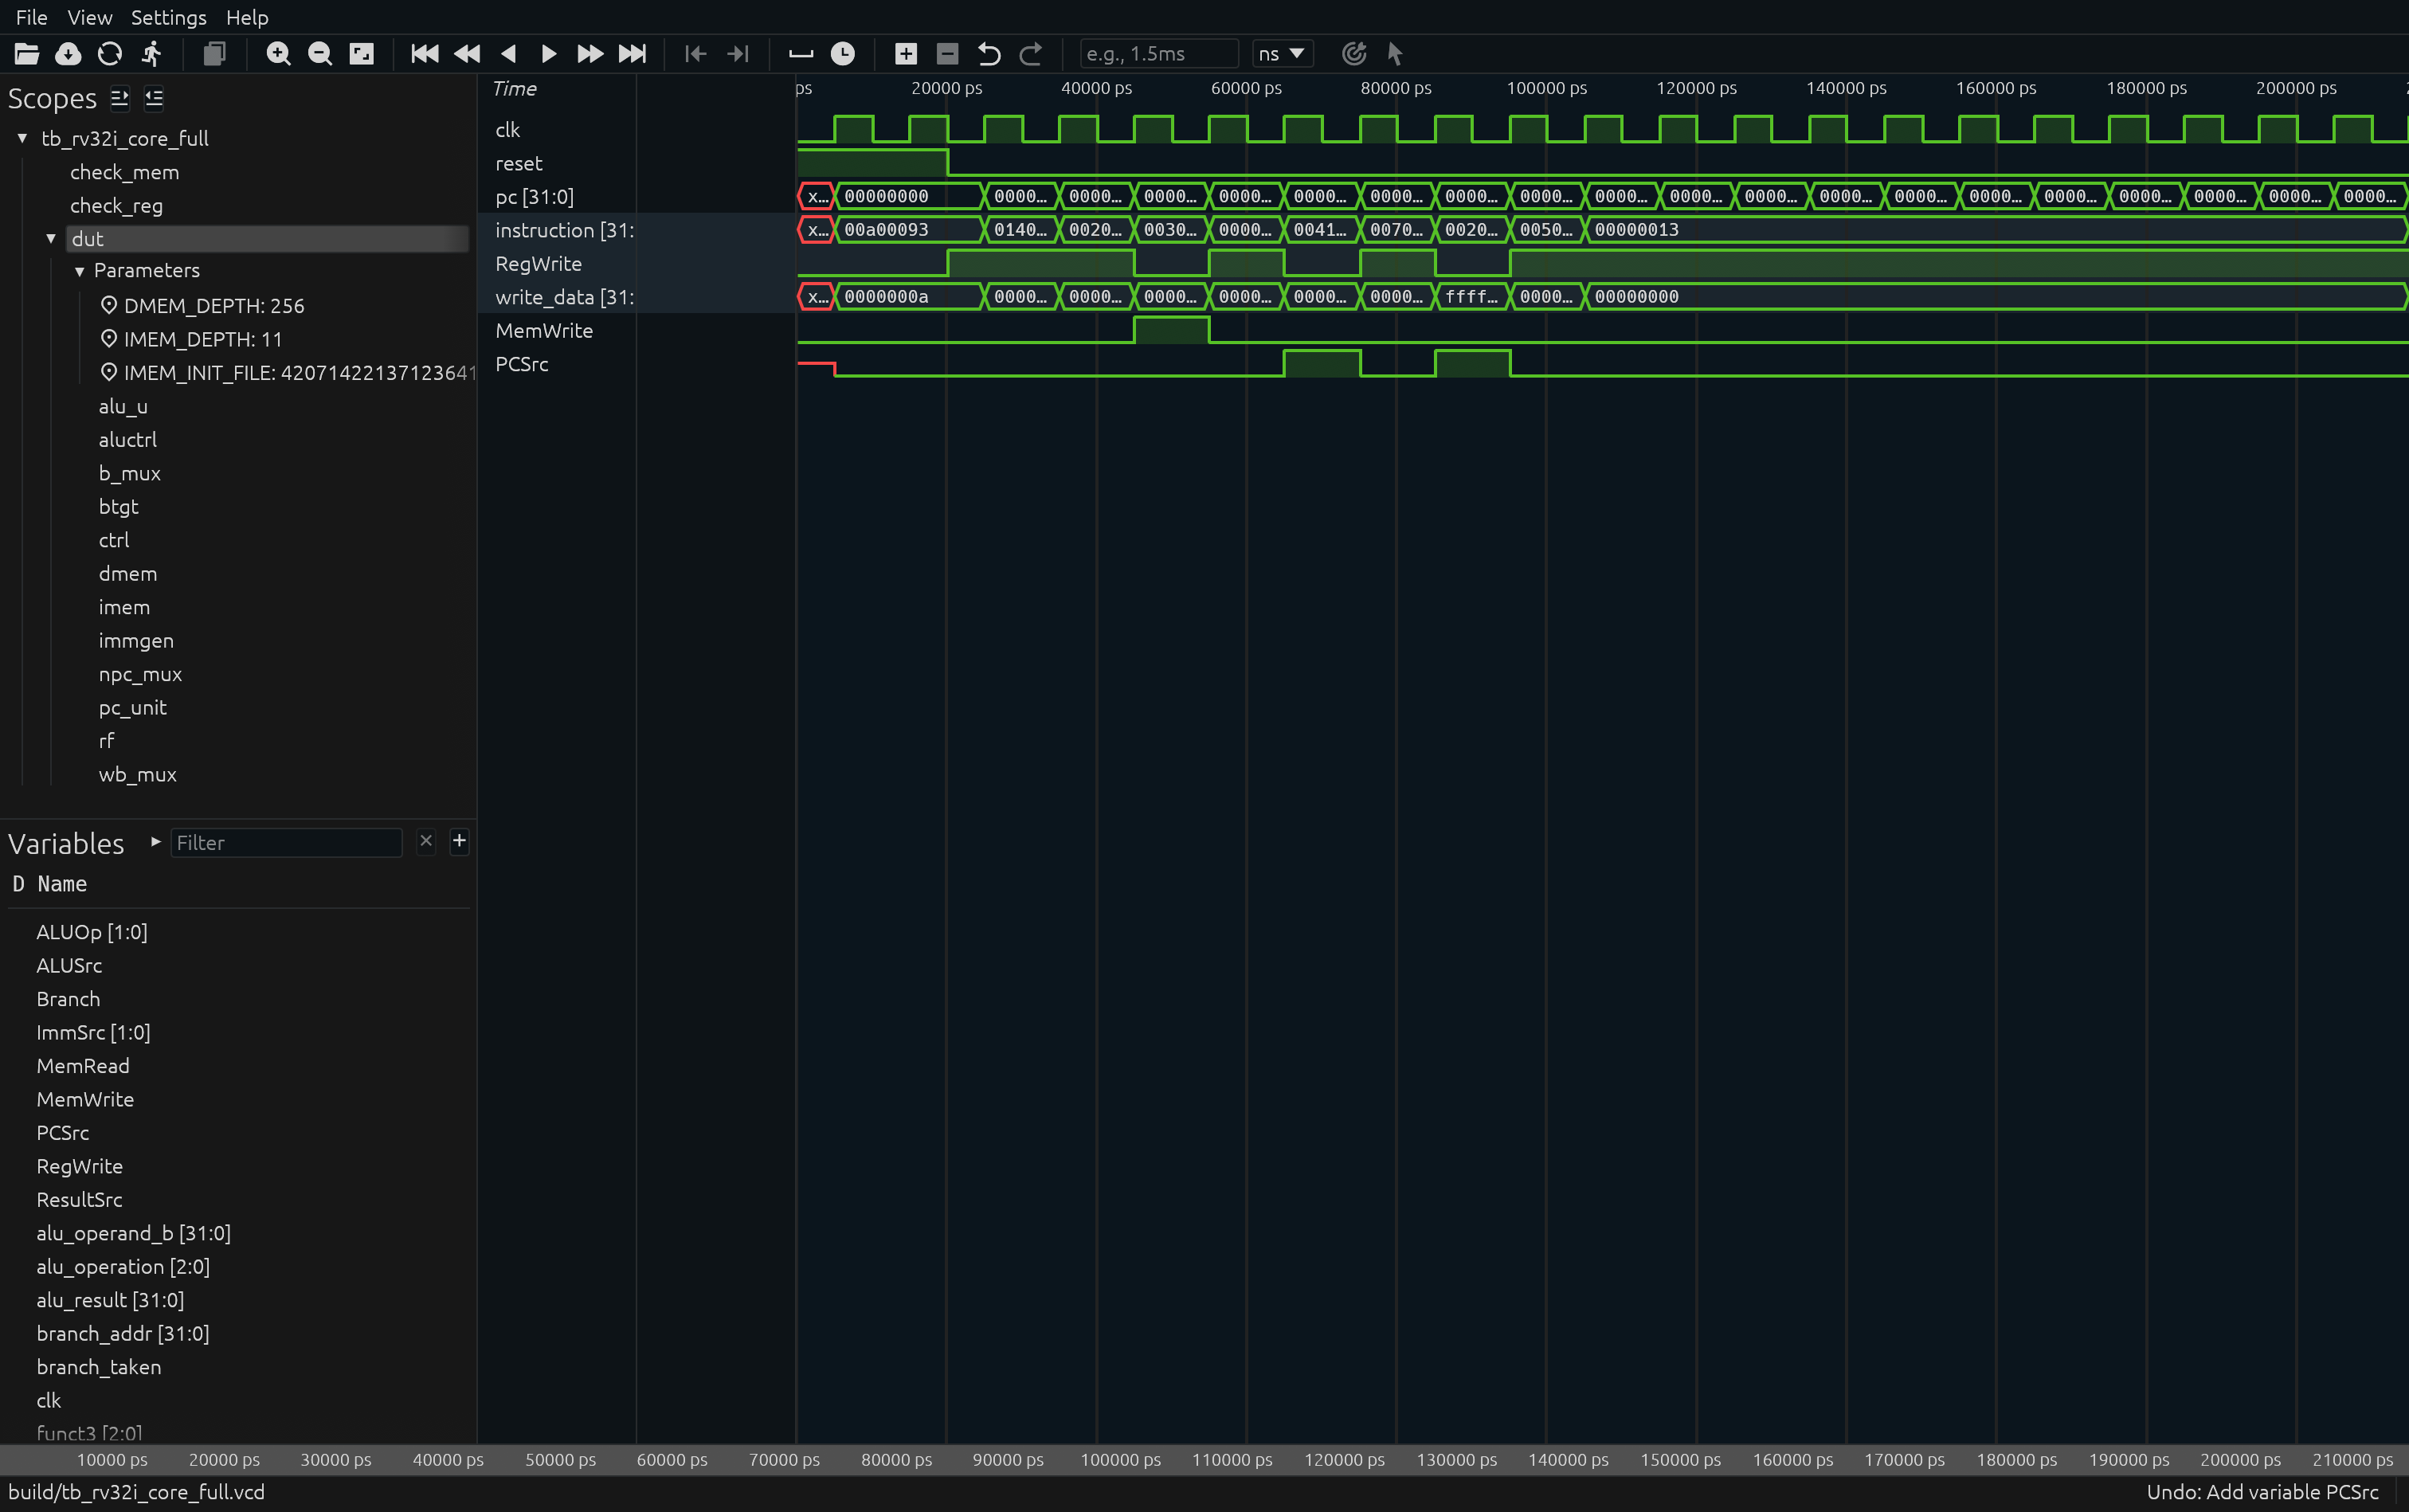 File View Settings Help
e.g., 1.5ms ns
Scopes
tb_rv32i_core_full
check_mem
check_reg
dut
Parameters
DMEM_DEPTH: 256
IMEM_DEPTH: 11
IMEM_INIT_FILE: 42071422137123641
alu_u
aluctrl
b_mux
btgt
ctrl
dmem
imem
immgen
npc_mux
pc_unit
rf
wb_mux
Variables Filter
D Name
ALUOp [1:0]
ALUSrc
Branch
ImmSrc [1:0]
MemRead
MemWrite
PCSrc
RegWrite
ResultSrc
alu_operand_b [31:0]
alu_operation [2:0]
alu_result [31:0]
branch_addr [31:0]
branch_taken
clk
funct3 [2:0]
Time ps 20000 ps 40000 ps 60000 ps 80000 ps 100000 ps 120000 ps 140000 ps 160000 ps 180000 ps 200000 ps
clk
reset
pc [31:0] x... 00000000 0000... 0000... 0000... 0000... 0000... 0000... 0000... 0000... 0000... 0000... 0000... 0000... 0000... 0000... 0000... 0000... 0000... 0000... 0000...
instruction [31: x... 00a00093 0140... 0020... 0030... 0000... 0041... 0070... 0020... 0050... 00000013
RegWrite
write_data [31: x... 0000000a 0000... 0000... 0000... 0000... 0000... 0000... ffff... 0000... 00000000
MemWrite
PCSrc
10000 ps 20000 ps 30000 ps 40000 ps 50000 ps 60000 ps 70000 ps 80000 ps 90000 ps 100000 ps 110000 ps 120000 ps 130000 ps 140000 ps 150000 ps 160000 ps 170000 ps 180000 ps 190000 ps 200000 ps 210000 ps
build/tb_rv32i_core_full.vcd Undo: Add variable PCSrc